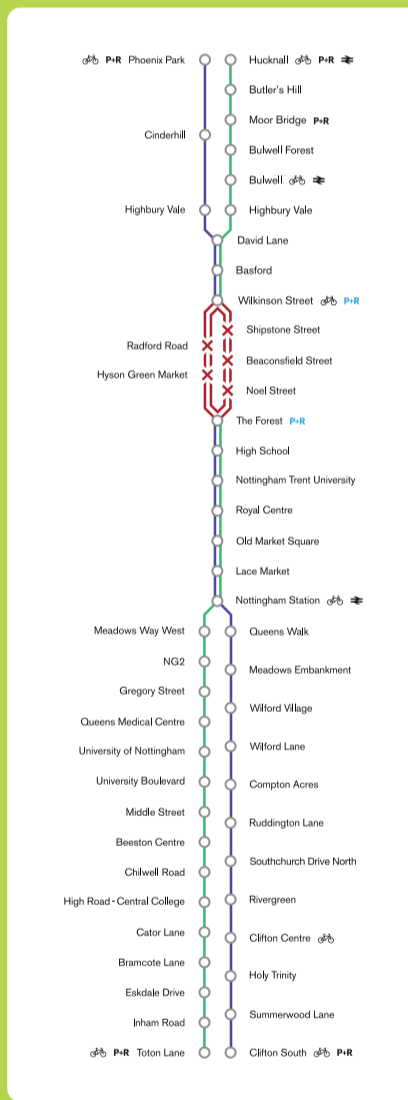 P+R Phoenix Park
Hucknall P+R
Butler's Hill
Moor Bridge P+R
Cinderhill
Bulwell Forest
Bulwell
Highbury Vale
Highbury Vale
David Lane
Basford
Wilkinson Street P+R
Shipstone Street
Radford Road
Beaconsfield Street
Hyson Green Market
Noel Street
The Forest P+R
High School
Nottingham Trent University
Royal Centre
Old Market Square
Lace Market
Nottingham Station
Meadows Way West
Queens Walk
NG2
Meadows Embankment
Gregory Street
Wilford Village
Queens Medical Centre
Wilford Lane
University of Nottingham
University Boulevard
Compton Acres
Middle Street
Ruddington Lane
Beeston Centre
Southchurch Drive North
Chilwell Road
Rivergreen
High Road - Central College
Cator Lane
Clifton Centre
Bramcote Lane
Holy Trinity
Eskdale Drive
Summerwood Lane
Inham Road
P+R Toton Lane
Clifton South P+R